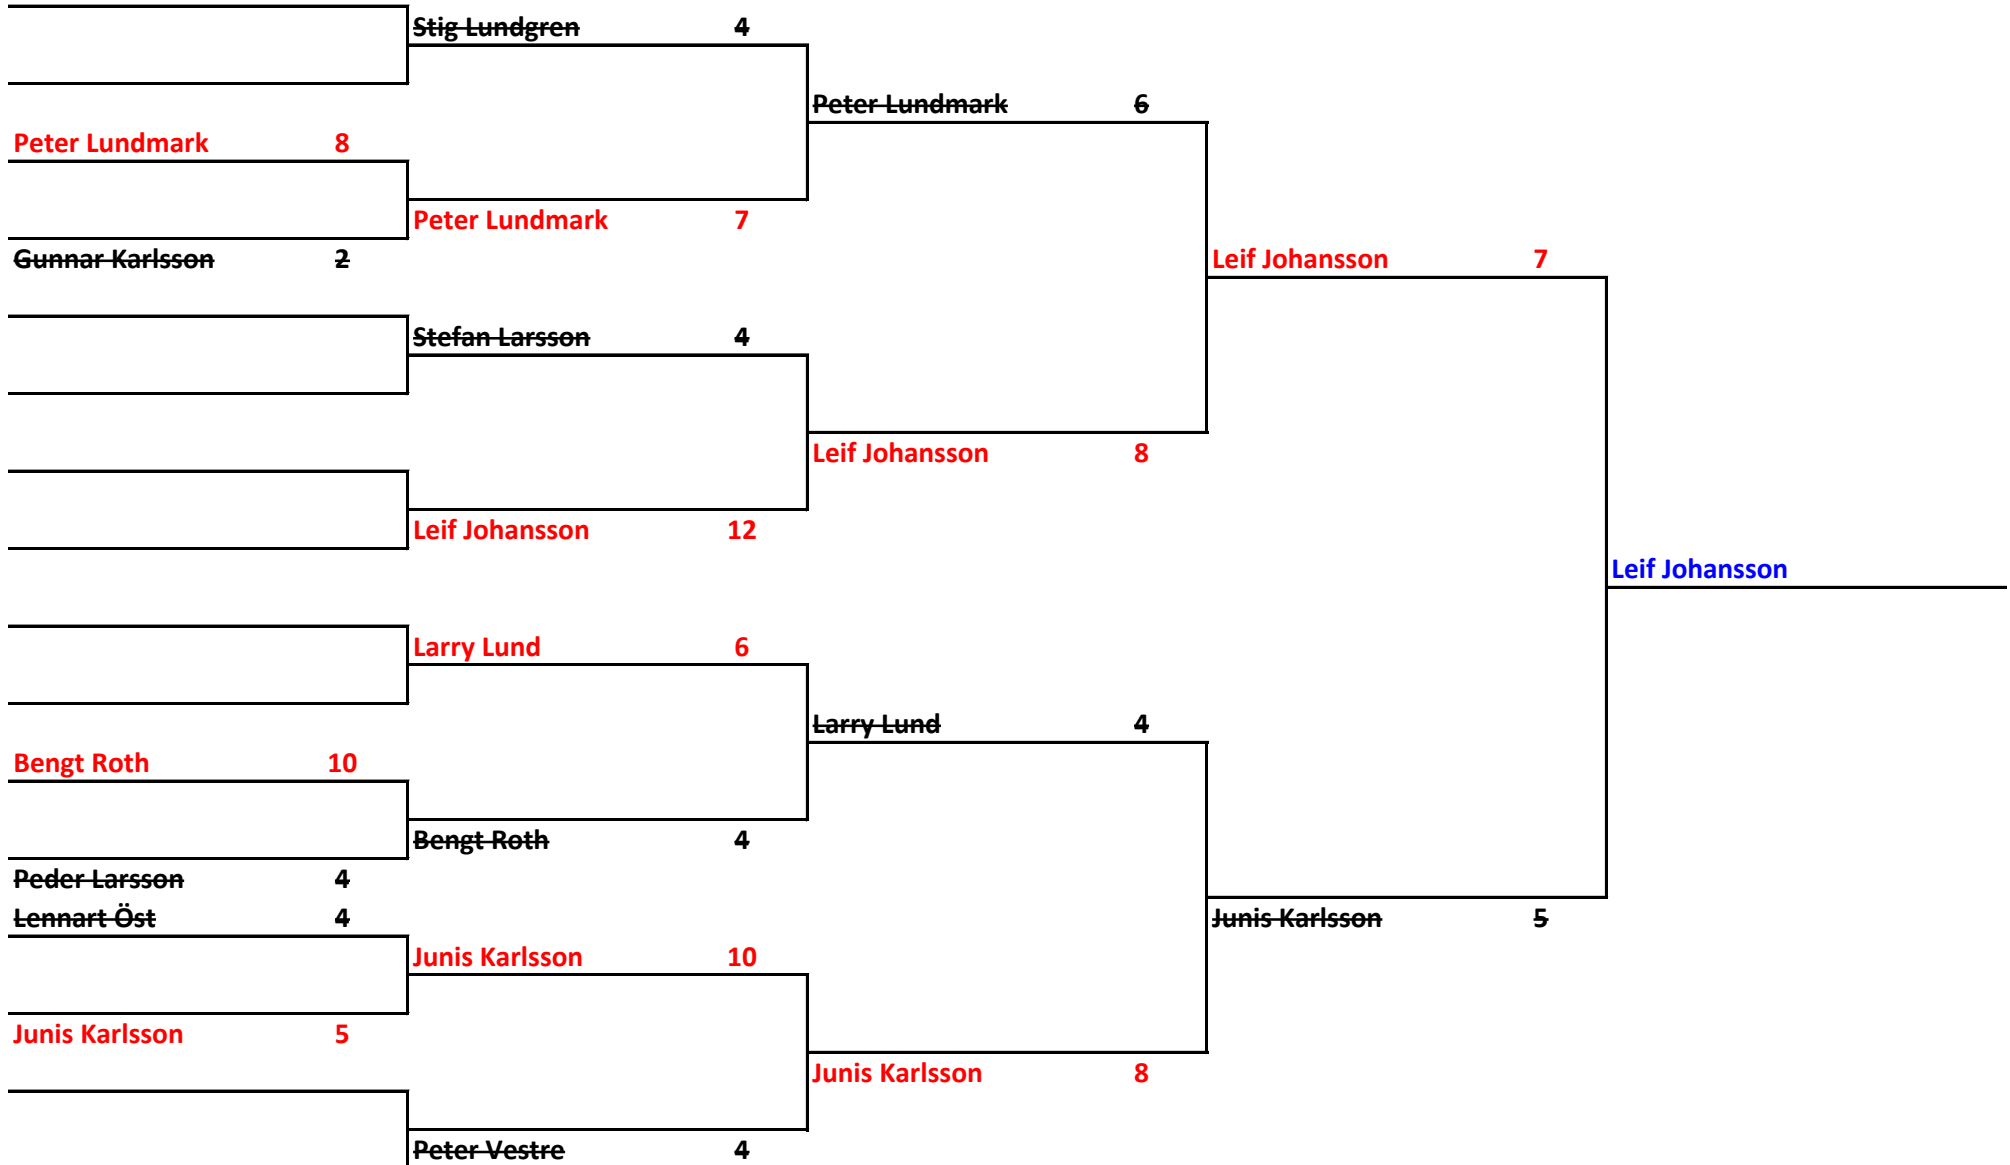 Stig Lundgren 4
Peter Lundmark 6
Peter Lundmark 8
Peter Lundmark 7
Gunnar Karlsson 2
Leif Johansson 7
Stefan Larsson 4
Leif Johansson 8
Leif Johansson 12
Leif Johansson
Larry Lund 6
Larry Lund 4
Bengt Roth 10
Bengt Roth 4
Peder Larsson 4
Lennart Öst 4
Junis Karlsson 5
Junis Karlsson 10
Junis Karlsson 5
Junis Karlsson 8
Peter Vestre 4